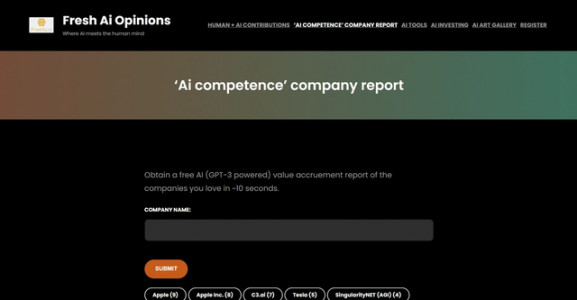 Fresh Ai Opinions
Where AI meets the human mind
HUMAN + AI CONTRIBUTIONS 'AI COMPETENCE' COMPANY REPORT AI TOOLS AI INVESTING AI ART GALLERY REGISTER
'Ai competence' company report
Obtain a free AI (GPT-3 powered) value accruement report of the
companies you love in ~10 seconds.
COMPANY NAME:
SUBMIT
Apple (9) Apple Inc. (8) C3.ai (7) Tesla (5) SingularityNET (AGI) (4)